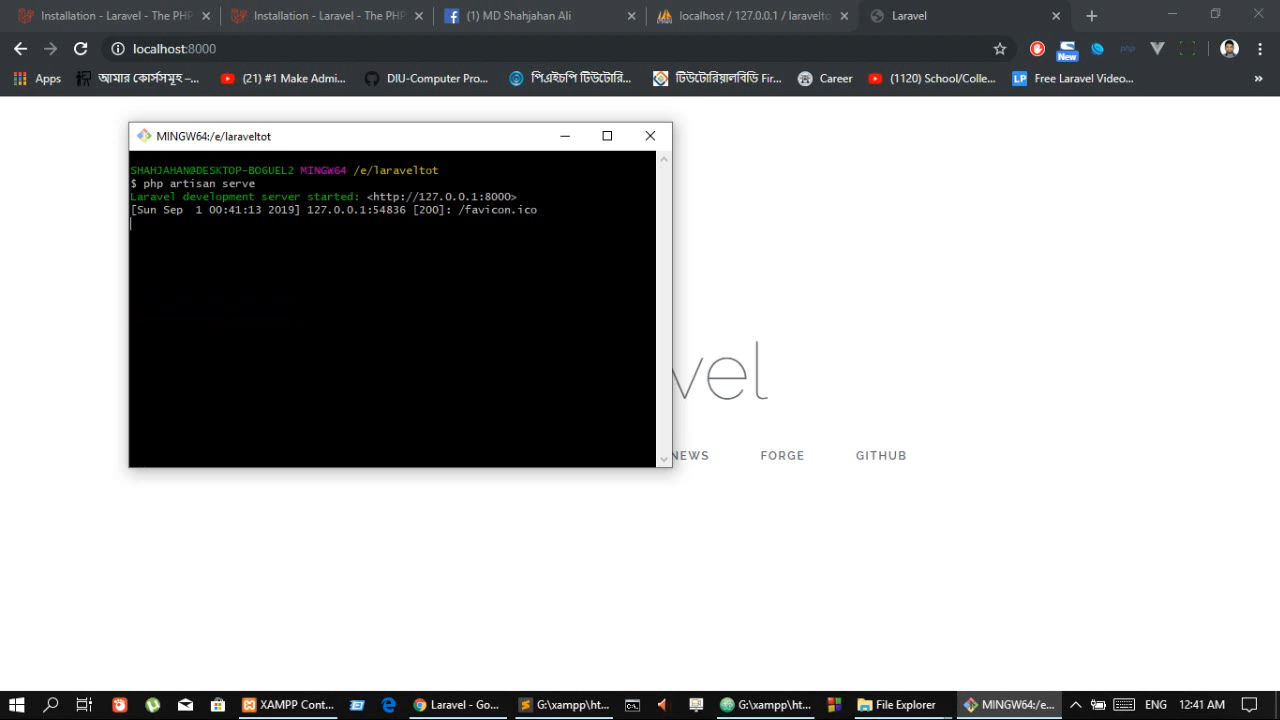 Installation - Laravel - The PHP
Installation - Laravel - The PHP
(1) MD Shahjahan Ali
localhost / 127.0.0.1 / laravelto
Laravel
localhost:8000
New
php
Apps
আমার কোর্সসমূহ –...
(21) #1 Make Admi...
DIU-Computer Pro...
পিএইচপি টিউটোরি...
টিউটোরিয়ালবিডি Fir...
Career
(1120) School/Colle...
LP
Free Laravel Video...
MINGW64:/e/laraveltot
SHAHJAHAN@DESKTOP-BO6UEL2 MINGW64 /e/laraveltot
$ php artisan serve
Laravel development server started: <http://127.0.0.1:8000>
[Sun Sep  1 00:41:13 2019] 127.0.0.1:54836 [200]: /favicon.ico
vel
NEWS
FORGE
GITHUB
XAMPP Cont...
Laravel - Go...
G:\xampp\ht...
G:\xampp\ht...
File Explorer
MINGW64:/e...
ENG
12:41 AM